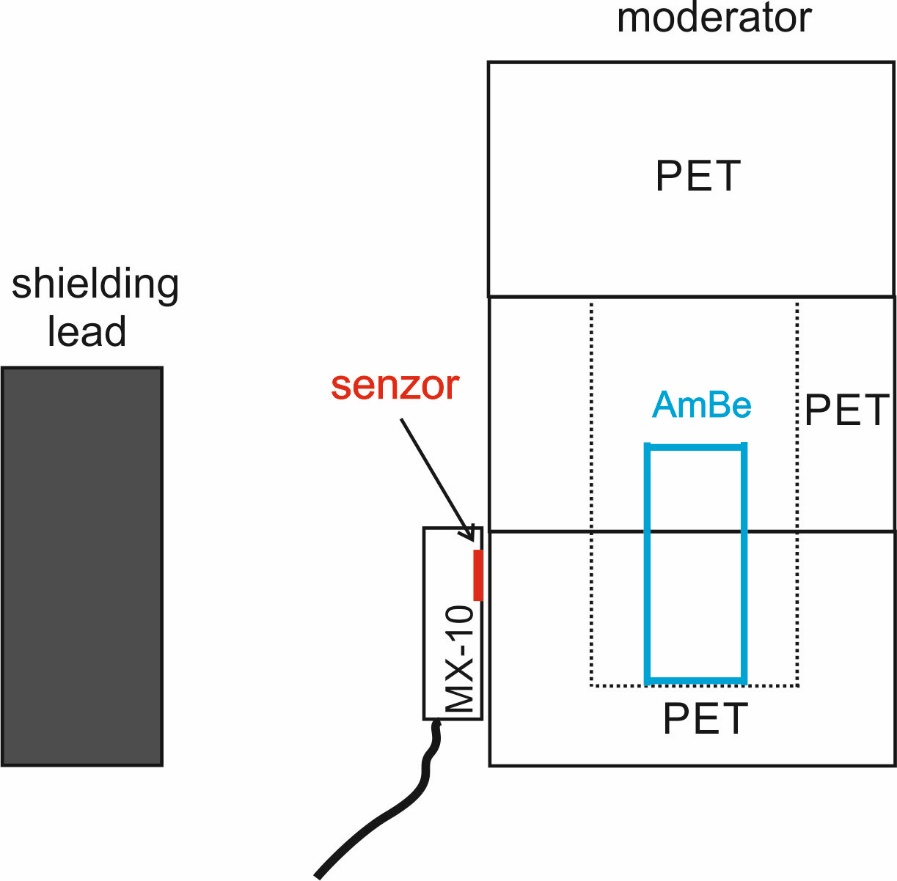 moderator
PET
shielding
lead
senzor
AmBe
PET
MX-10
PET